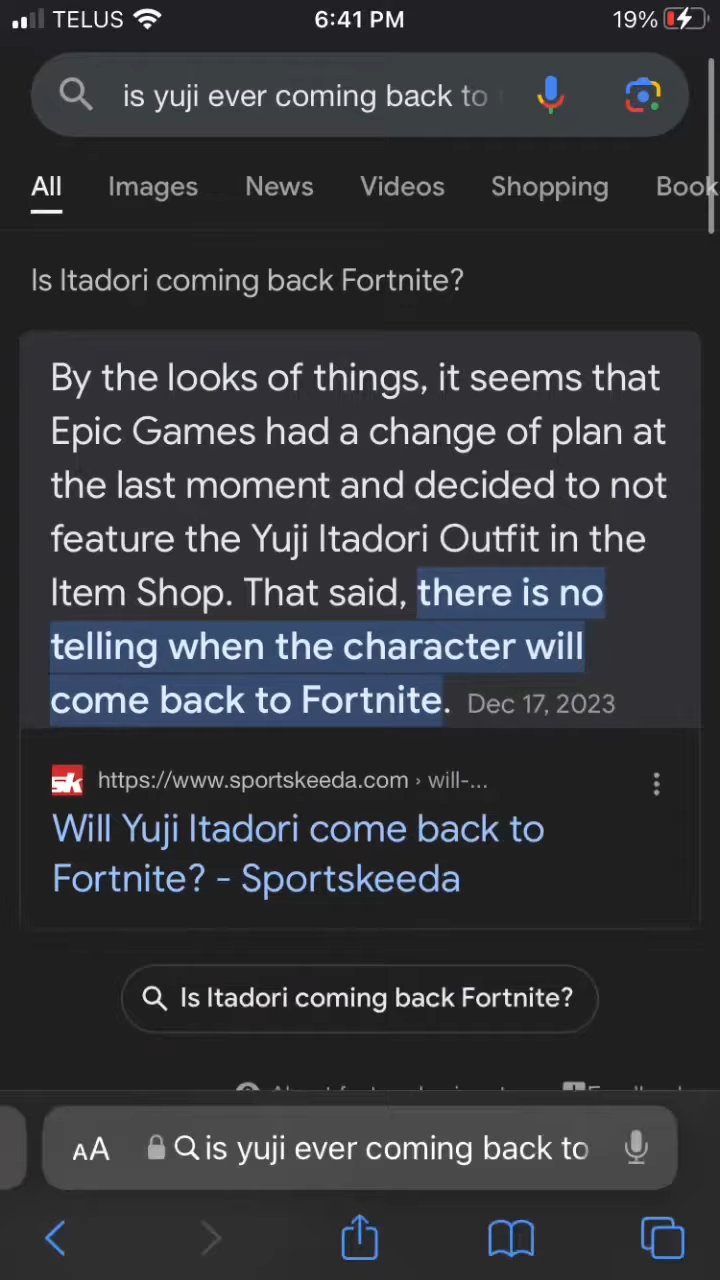 TELUS 6:41 PM 19%
is yuji ever coming back to
All Images News Videos Shopping Book
Is Itadori coming back Fortnite?
By the looks of things, it seems that
Epic Games had a change of plan at
the last moment and decided to not
feature the Yuji Itadori Outfit in the
Item Shop. That said, there is no
telling when the character will
come back to Fortnite. Dec 17, 2023
sk https://www.sportskeeda.com › will-...
Will Yuji Itadori come back to
Fortnite? - Sportskeeda
Is Itadori coming back Fortnite?
AA is yuji ever coming back to